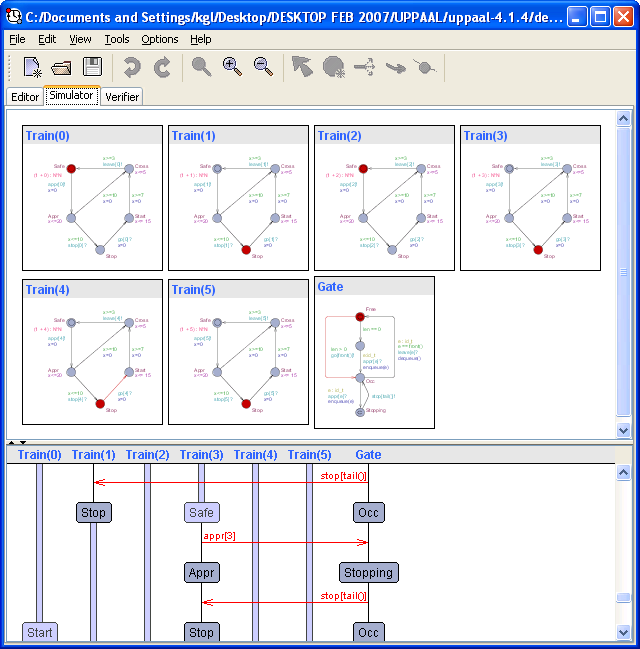 C:/Documents and Settings/kgl/Desktop/DESKTOP FEB 2007/UPPAAL/uppaal-4.1.4/de...
File Edit View Tools Options Help
Editor Simulator Verifier
Train(0) Train(1) Train(2) Train(3)
Safe x>=3 Cross
leave[0]! x<=5
appr[0]!
x=0
x>=10 x>=7
x=0 x=0
Appr Start
x<=20 x<= 15
x<=10 go[0]?
stop[0]? x=0
Stop
Safe x>=3 Cross
leave[1]! x<=5
appr[1]!
x=0
x>=10 x>=7
x=0 x=0
Appr Start
x<=20 x<= 15
x<=10 go[1]?
stop[1]? x=0
Stop
Safe x>=3 Cross
leave[2]! x<=5
appr[2]!
x=0
x>=10 x>=7
x=0 x=0
Appr Start
x<=20 x<= 15
x<=10 go[2]?
stop[2]? x=0
Stop
Safe x>=3 Cross
leave[3]! x<=5
appr[3]!
x=0
x>=10 x>=7
x=0 x=0
Appr Start
x<=20 x<= 15
x<=10 go[3]?
stop[3]? x=0
Stop
Train(4) Train(5) Gate
Safe x>=3 Cross
leave[4]! x<=5
appr[4]!
x=0
x>=10 x>=7
x=0 x=0
Appr Start
x<=20 x<= 15
x<=10 go[4]?
stop[4]? x=0
Stop
Safe x>=3 Cross
leave[5]! x<=5
appr[5]!
x=0
x>=10 x>=7
x=0 x=0
Appr Start
x<=20 x<= 15
x<=10 go[5]?
stop[5]? x=0
Stop
Free
len == 0
len > 0
go[front()]!
e : id_t
appr[e]?
enqueue(e)
e : id_t
e == front()
leave[e]?
dequeue()
Occ
e : id_t
appr[e]?
enqueue(e)
stop[tail()]!
Stopping
Train(0) Train(1) Train(2) Train(3) Train(4) Train(5) Gate
stop[tail()]
Stop Safe Occ
appr[3]
Appr Stopping
stop[tail()]
Start Stop Occ